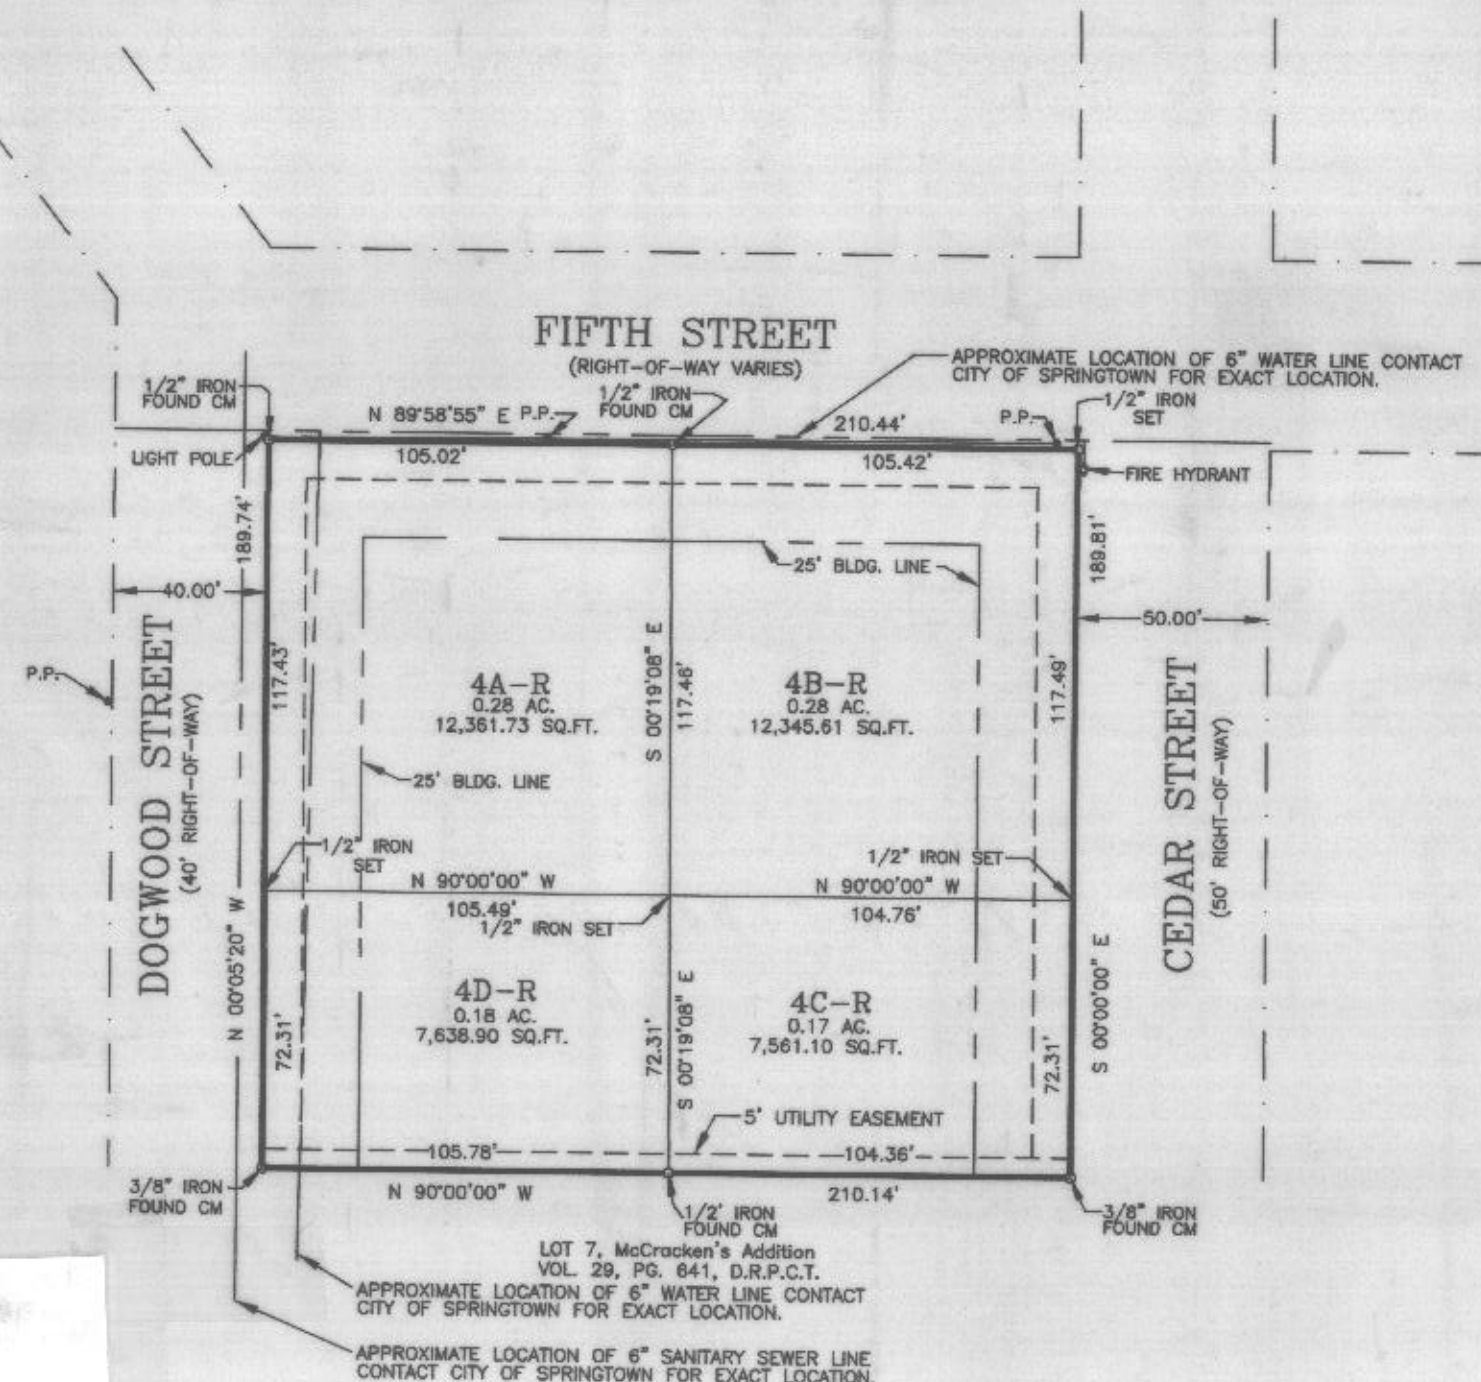 FIFTH STREET
(RIGHT-OF-WAY VARIES)
APPROXIMATE LOCATION OF 6" WATER LINE CONTACT
CITY OF SPRINGTOWN FOR EXACT LOCATION.
1/2" IRON
FOUND CM
N 89°58'55" E
P.P.
1/2" IRON
FOUND CM
210.44'
P.P.
1/2" IRON
SET
LIGHT POLE
105.02'
105.42'
FIRE HYDRANT
189.74'
189.81'
25' BLDG. LINE
40.00'
50.00'
P.P.
DOGWOOD STREET
(40' RIGHT-OF-WAY)
117.43'
4A-R
0.28 AC.
12,361.73 SQ.FT.
S 00°19'08" E
117.46'
4B-R
0.28 AC.
12,345.61 SQ.FT.
117.49'
CEDAR STREET
(50' RIGHT-OF-WAY)
25' BLDG. LINE
1/2" IRON
SET
1/2" IRON SET
N 90°00'00" W
105.49'
N 90°00'00" W
104.76'
1/2" IRON SET
N 00°05'20" W
72.31'
4D-R
0.18 AC.
7,638.90 SQ.FT.
72.31'
S 00°19'08" E
4C-R
0.17 AC.
7,561.10 SQ.FT.
72.31'
S 00°00'00" E
5' UTILITY EASEMENT
105.78'
104.36'
3/8" IRON
FOUND CM
N 90°00'00" W
210.14'
1/2' IRON
FOUND CM
3/8" IRON
FOUND CM
LOT 7, McCracken's Addition
VOL. 29, PG. 641, D.R.P.C.T.
APPROXIMATE LOCATION OF 6" WATER LINE CONTACT
CITY OF SPRINGTOWN FOR EXACT LOCATION.
APPROXIMATE LOCATION OF 6" SANITARY SEWER LINE
CONTACT CITY OF SPRINGTOWN FOR EXACT LOCATION.